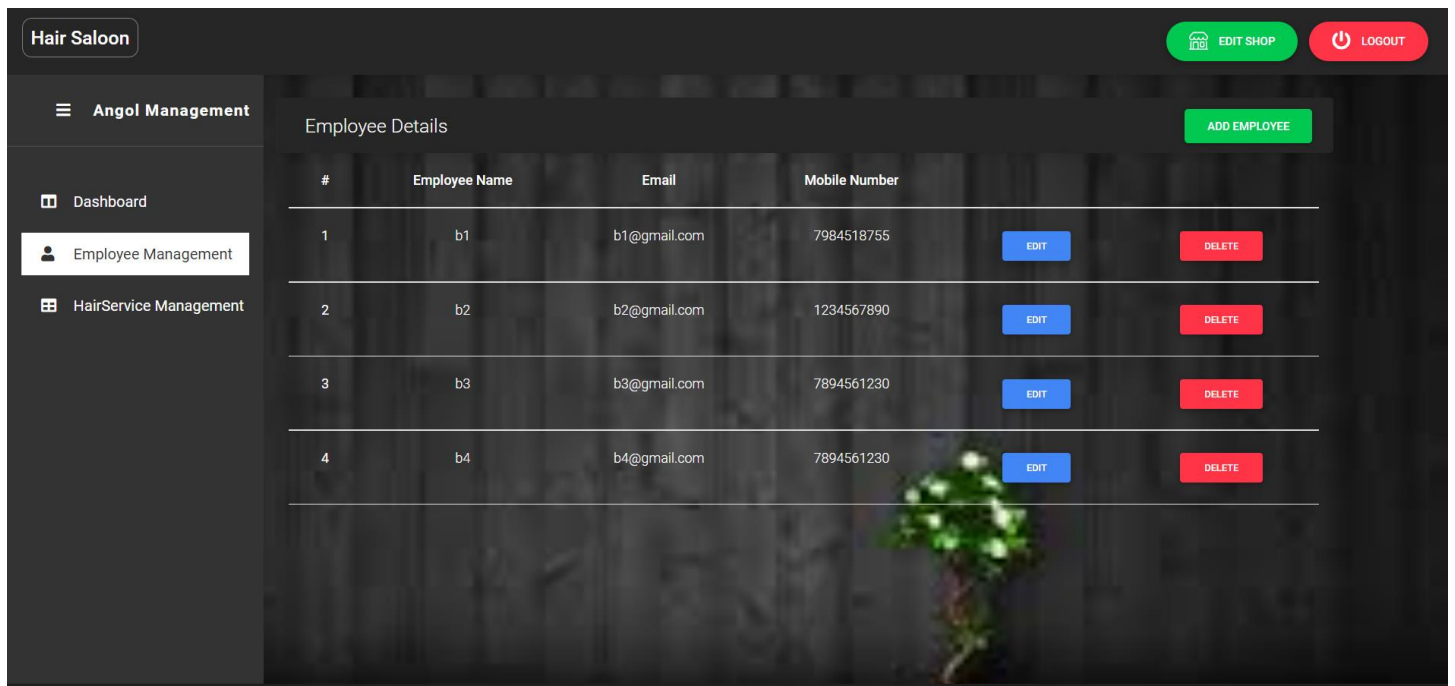 Hair Saloon
EDIT SHOP
LOGOUT
Angol Management
Dashboard
Employee Management
HairService Management
Employee Details
ADD EMPLOYEE
# Employee Name Email Mobile Number
1 b1 b1@gmail.com 7984518755 EDIT DELETE
2 b2 b2@gmail.com 1234567890 EDIT DELETE
3 b3 b3@gmail.com 7894561230 EDIT DELETE
4 b4 b4@gmail.com 7894561230 EDIT DELETE